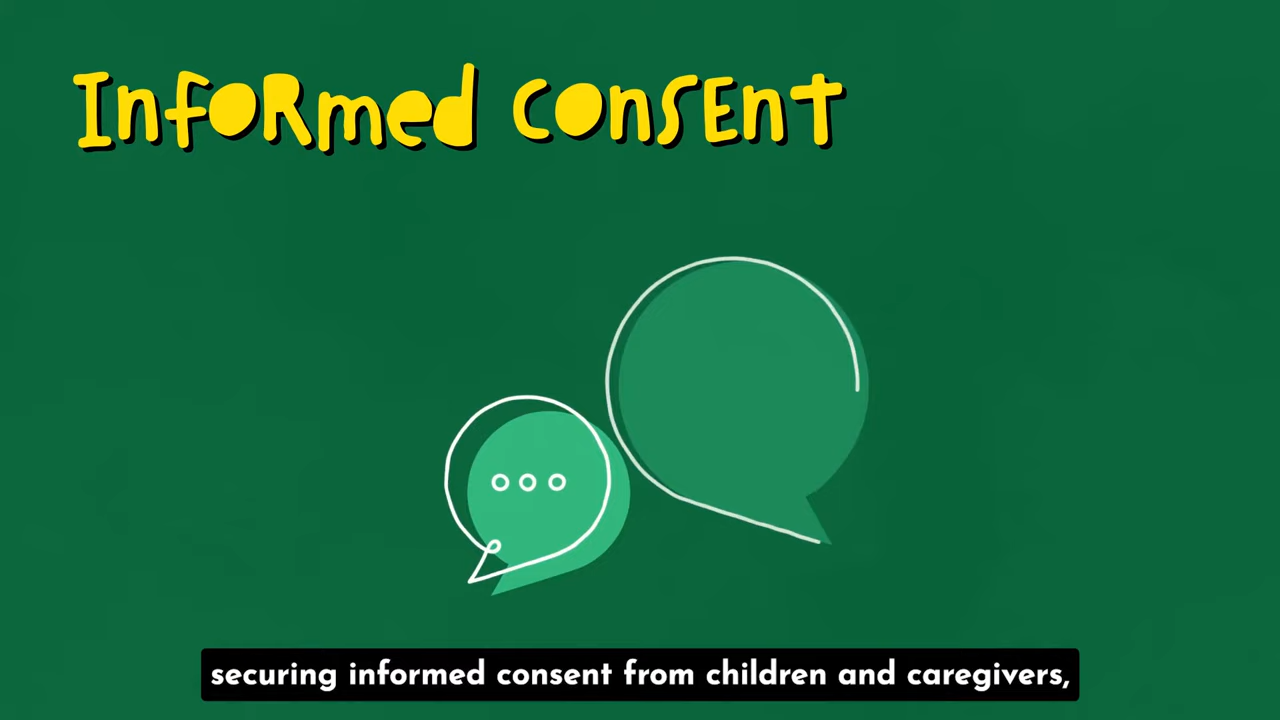 Informed Consent
securing informed consent from children and caregivers,